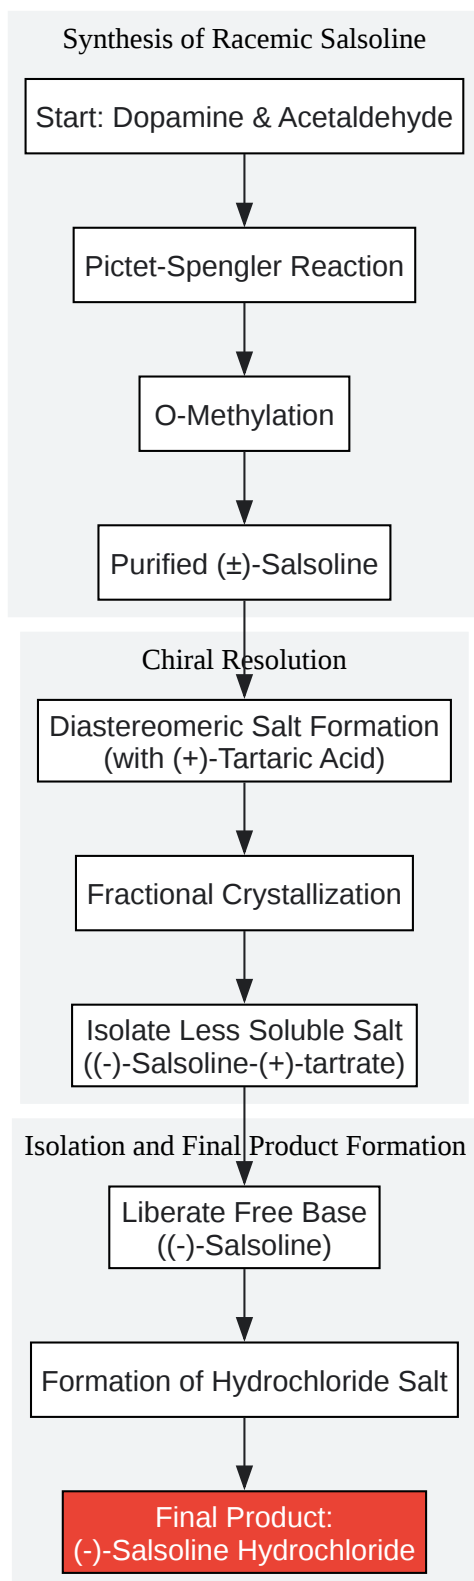 Synthesis of Racemic Salsoline
Start: Dopamine & Acetaldehyde
Pictet-Spengler Reaction
O-Methylation
Purified (±)-Salsoline
Chiral Resolution
Diastereomeric Salt Formation
(with (+)-Tartaric Acid)
Fractional Crystallization
Isolate Less Soluble Salt
((-)-Salsoline-(+)-tartrate)
Isolation and Final Product Formation
Liberate Free Base
((-)-Salsoline)
Formation of Hydrochloride Salt
Final Product:
(-)-Salsoline Hydrochloride